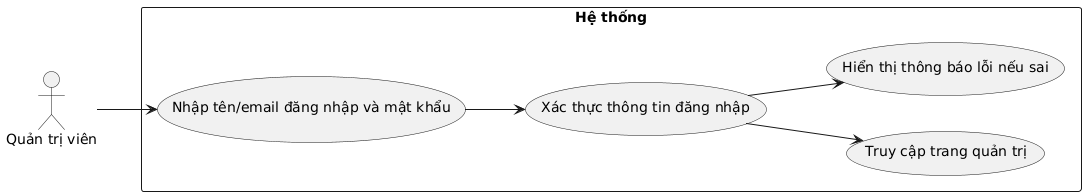 Hệ thống
Quản trị viên
Nhập tên/email đăng nhập và mật khẩu
Xác thực thông tin đăng nhập
Hiển thị thông báo lỗi nếu sai
Truy cập trang quản trị